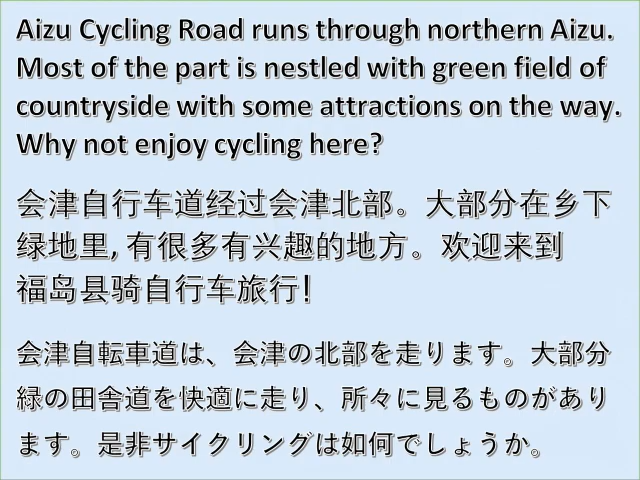 Aizu Cycling Road runs through northern Aizu.
Most of the part is nestled with green field of
countryside with some attractions on the way.
Why not enjoy cycling here?
会津自行车道经过会津北部。大部分在乡下
绿地里, 有很多有兴趣的地方。欢迎来到
福岛县骑自行车旅行!
会津自転車道は、会津の北部を走ります。大部分
緑の田舎道を快適に走り、所々に見るものがあり
ます。是非サイクリングは如何でしょうか。